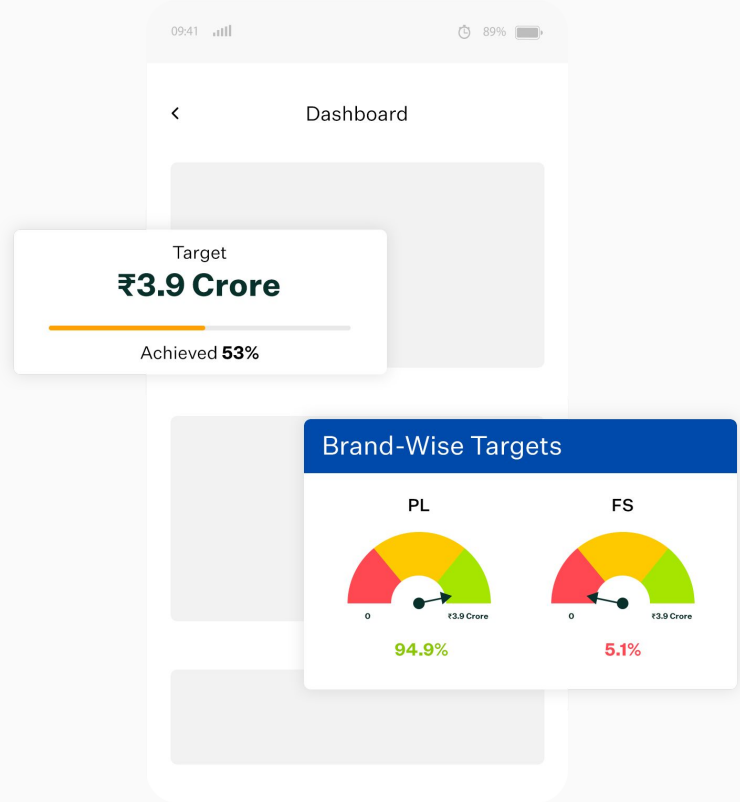 09:41 89%
Dashboard
Target
₹3.9 Crore
Achieved 53%
Brand-Wise Targets
PL FS
0 ₹3.9 Crore 0 ₹3.9 Crore
94.9% 5.1%